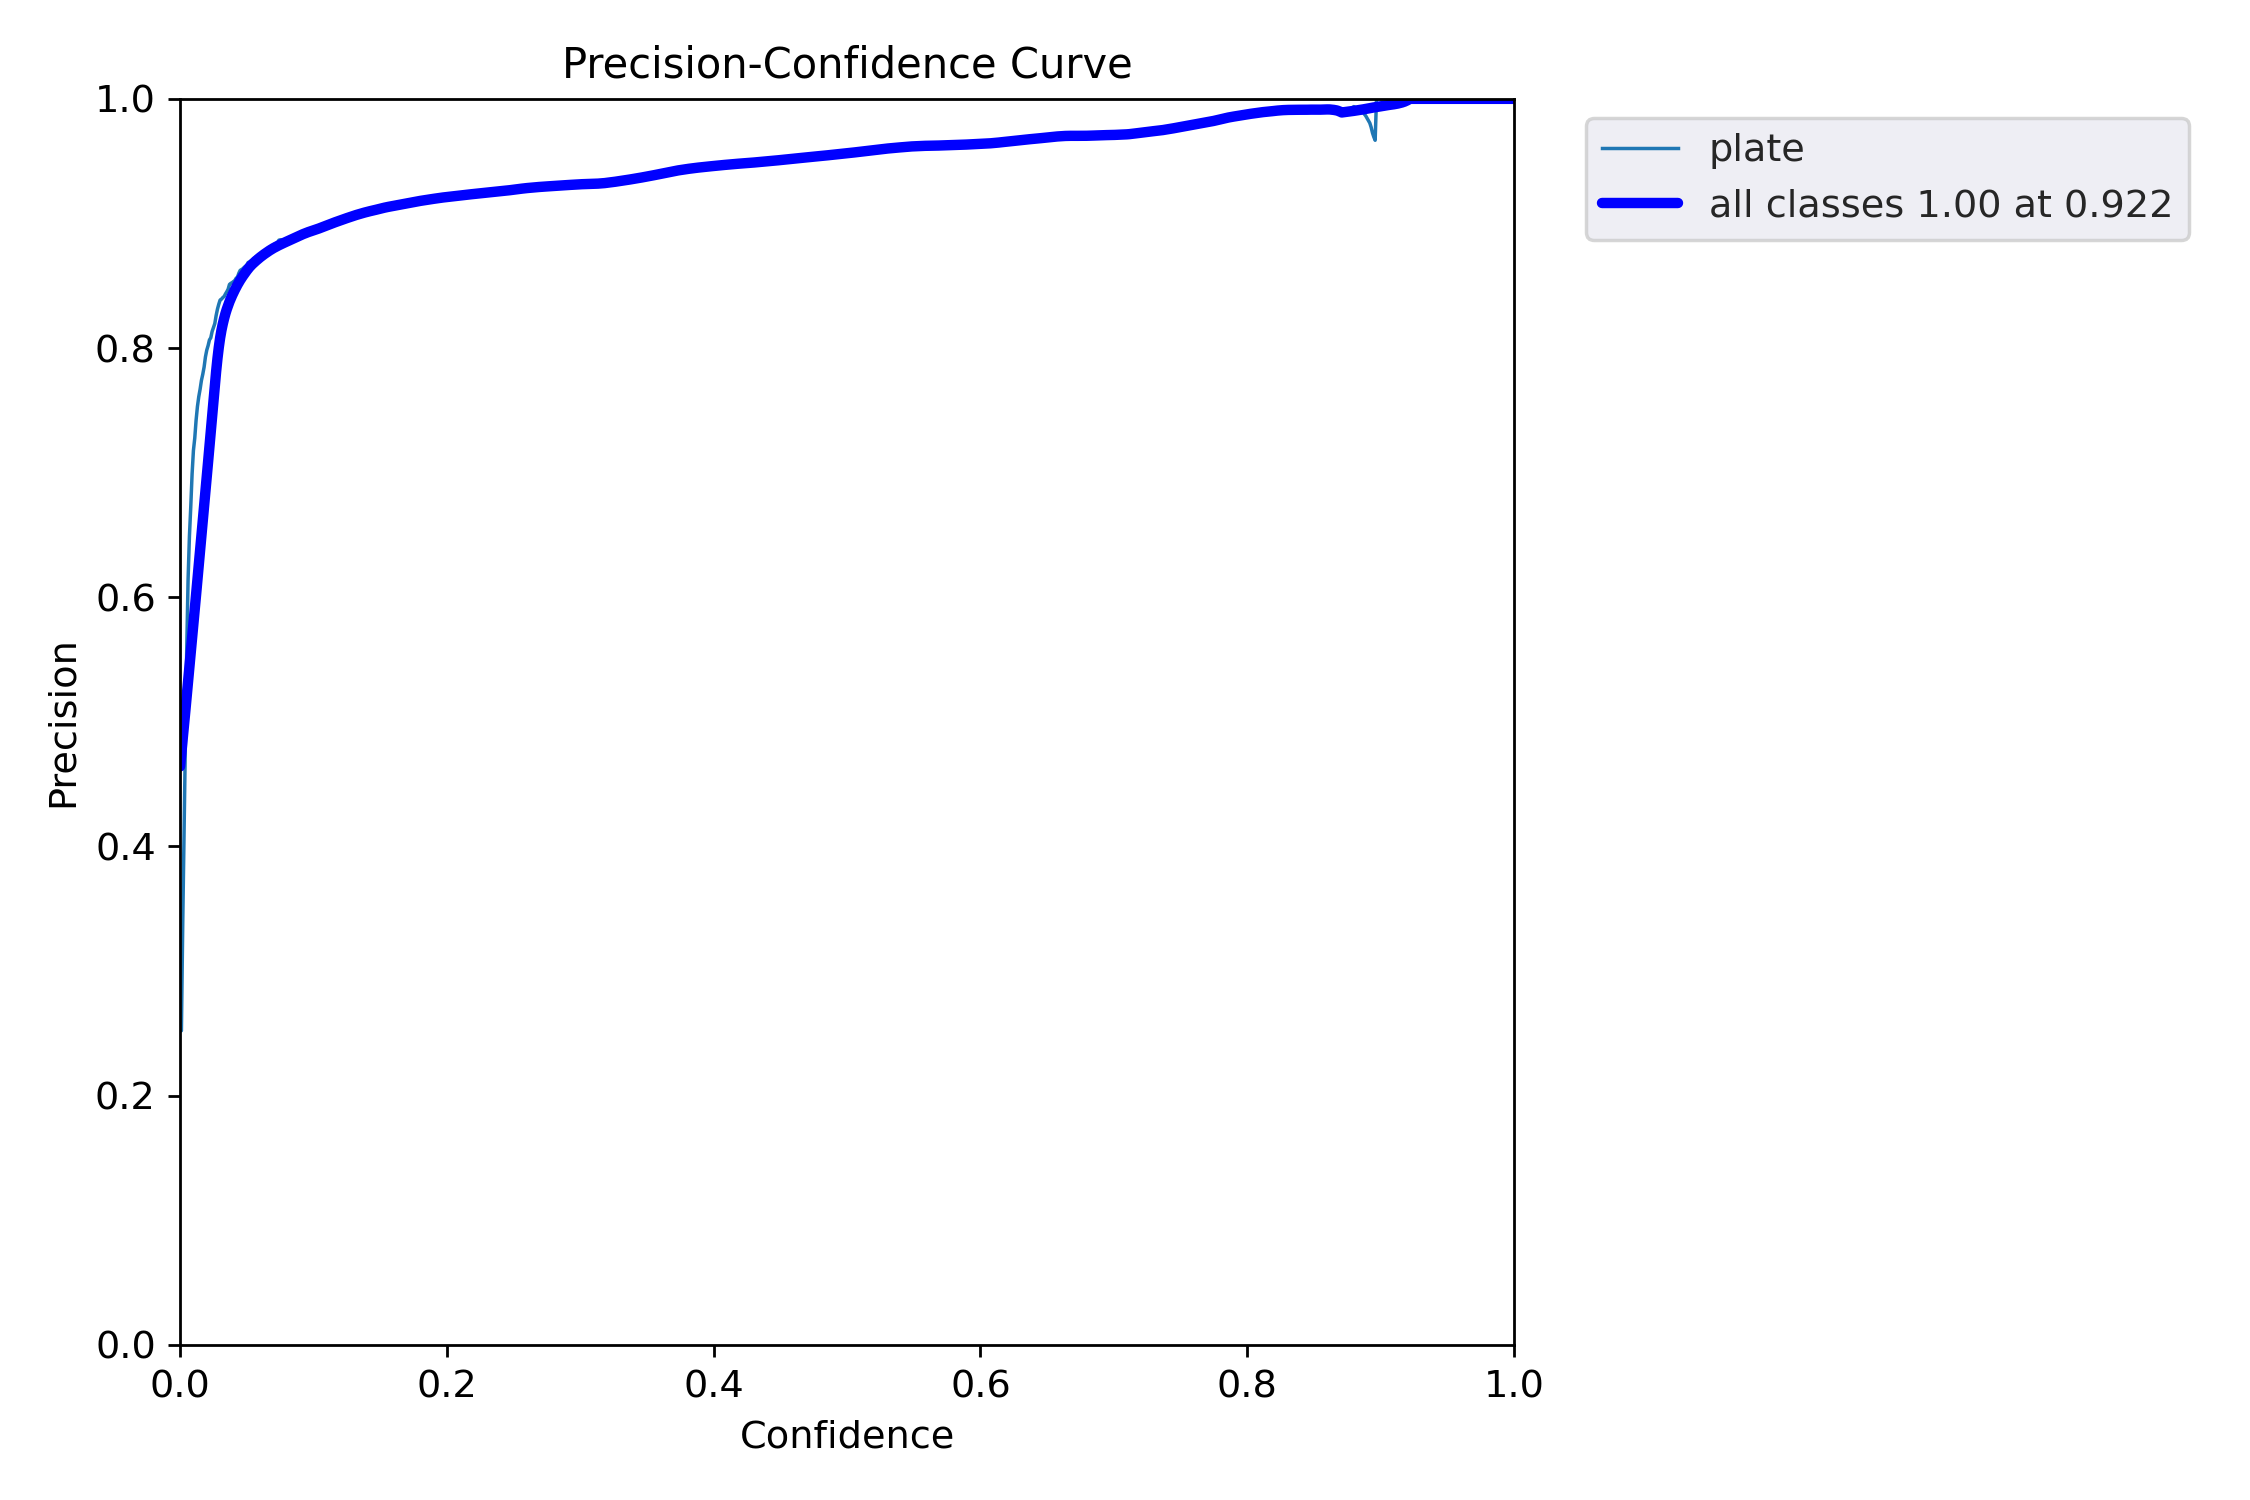 Precision-Confidence Curve
1.0
0.8
0.6
0.4
0.2
0.0
Precision
0.0 0.2 0.4 0.6 0.8 1.0
Confidence
plate
all classes 1.00 at 0.922